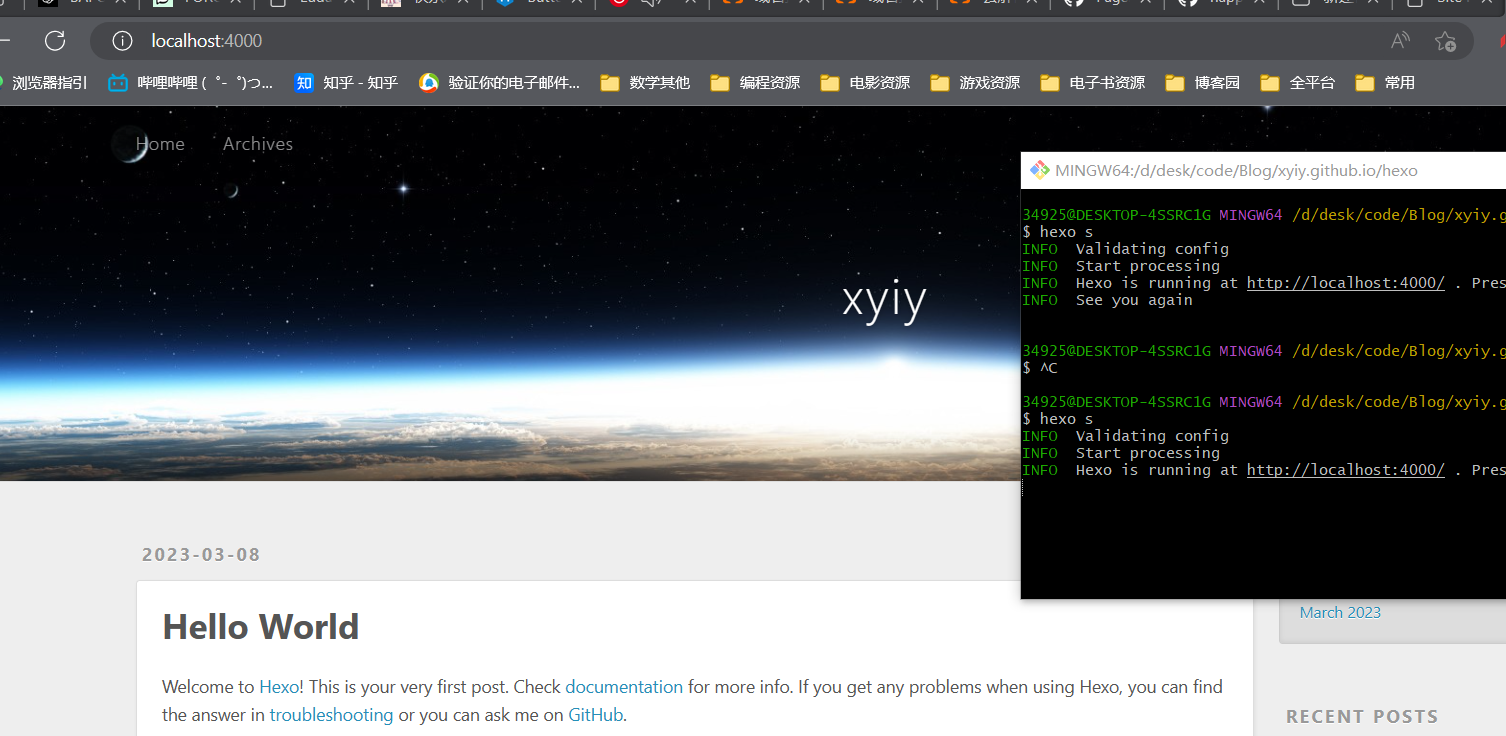 localhost:4000
浏览器指引 哔哩哔哩 (゜-゜)つ... 知乎 - 知乎 验证你的电子邮件... 数学其他 编程资源 电影资源 游戏资源 电子书资源 博客园 全平台 常用
Home Archives
xyiy
MINGW64:/d/desk/code/Blog/xyiy.github.io/hexo
34925@DESKTOP-4SSRC1G MINGW64 /d/desk/code/Blog/xyiy.g
$ hexo s
INFO Validating config
INFO Start processing
INFO Hexo is running at http://localhost:4000/ . Pres
INFO See you again
34925@DESKTOP-4SSRC1G MINGW64 /d/desk/code/Blog/xyiy.g
$ ^C
34925@DESKTOP-4SSRC1G MINGW64 /d/desk/code/Blog/xyiy.g
$ hexo s
INFO Validating config
INFO Start processing
INFO Hexo is running at http://localhost:4000/ . Pres
2023-03-08
Hello World
Welcome to Hexo! This is your very first post. Check documentation for more info. If you get any problems when using Hexo, you can find
the answer in troubleshooting or you can ask me on GitHub.
March 2023
RECENT POSTS